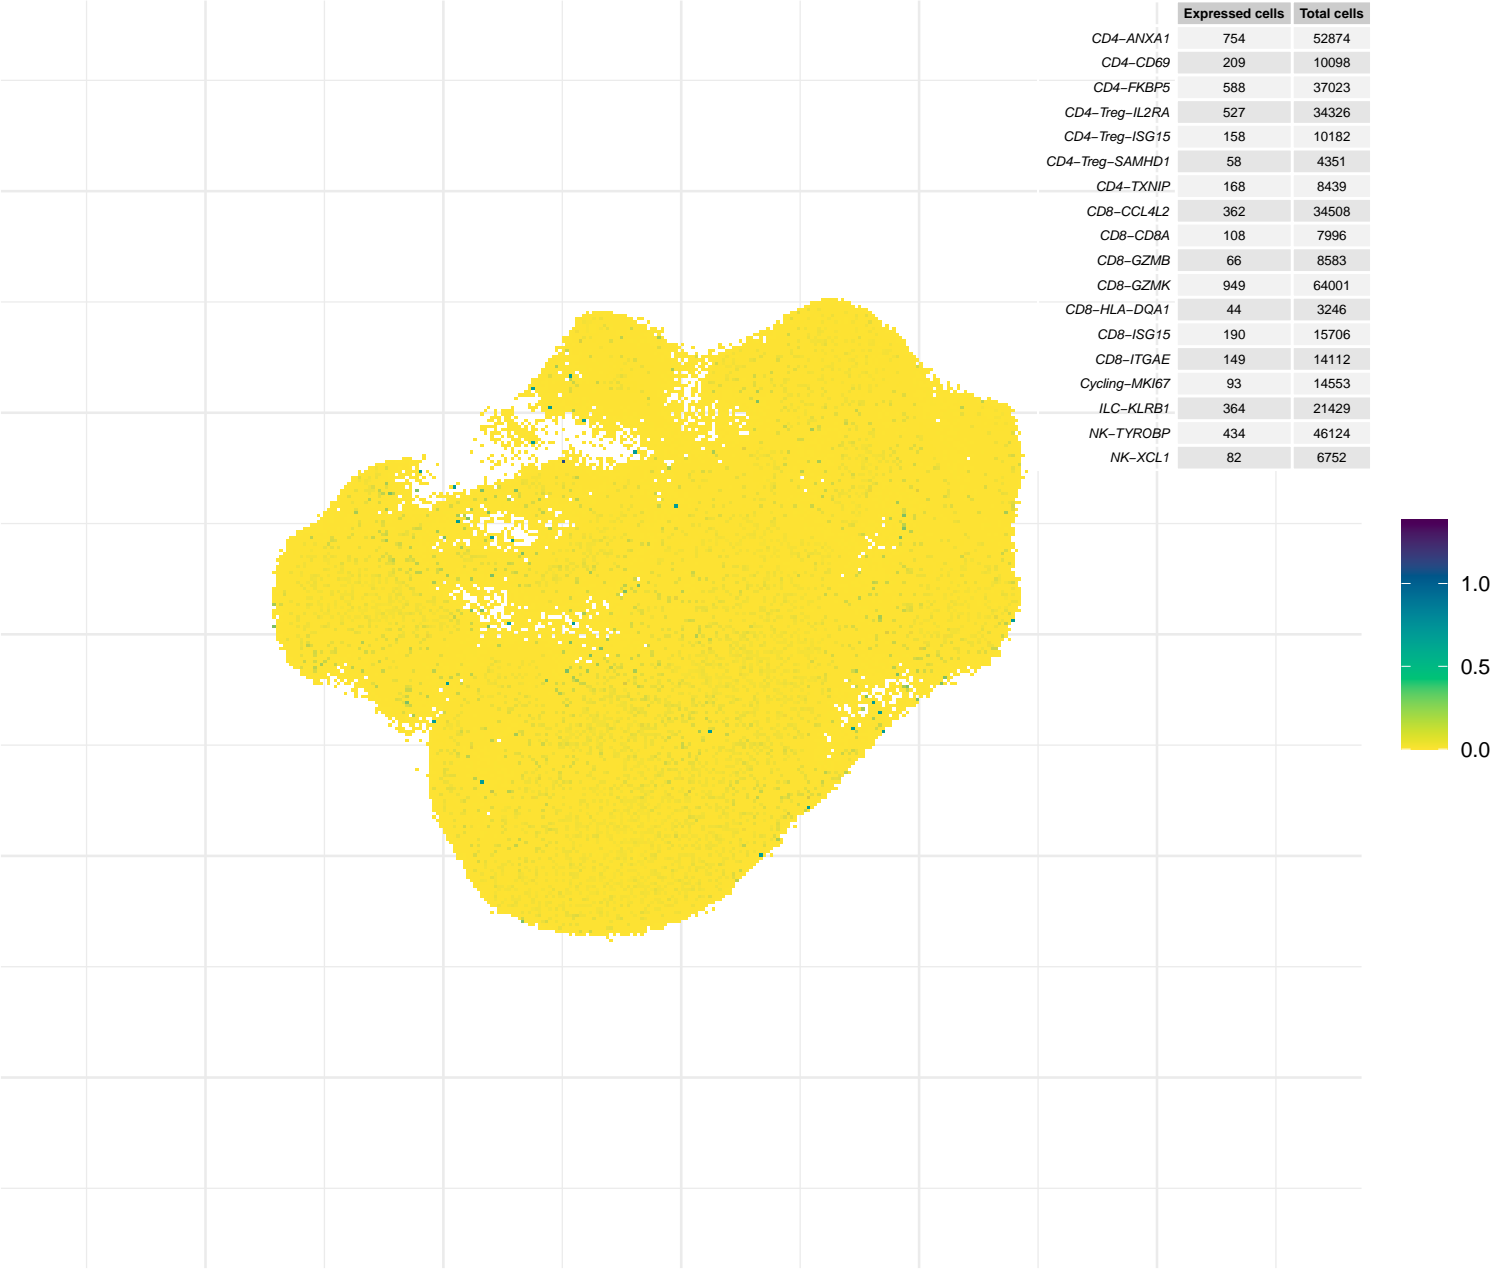 Expressed cells Total cells
CD4−ANXA1 754 52874
CD4−CD69 209 10098
CD4−FKBP5 588 37023
CD4−Treg−IL2RA 527 34326
CD4−Treg−ISG15 158 10182
CD4−Treg−SAMHD1 58 4351
CD4−TXNIP 168 8439
CD8−CCL4L2 362 34508
CD8−CD8A 108 7996
CD8−GZMB 66 8583
CD8−GZMK 949 64001
CD8−HLA−DQA1 44 3246
CD8−ISG15 190 15706
CD8−ITGAE 149 14112
Cycling−MKI67 93 14553
ILC−KLRB1 364 21429
NK−TYROBP 434 46124
NK−XCL1 82 6752
1.0
0.5
0.0